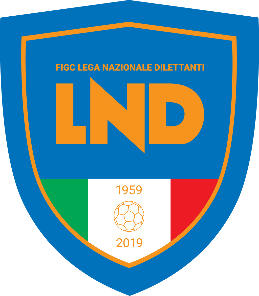 FIGC LEGA NAZIONALE DILETTANTI
LND
1959
2019